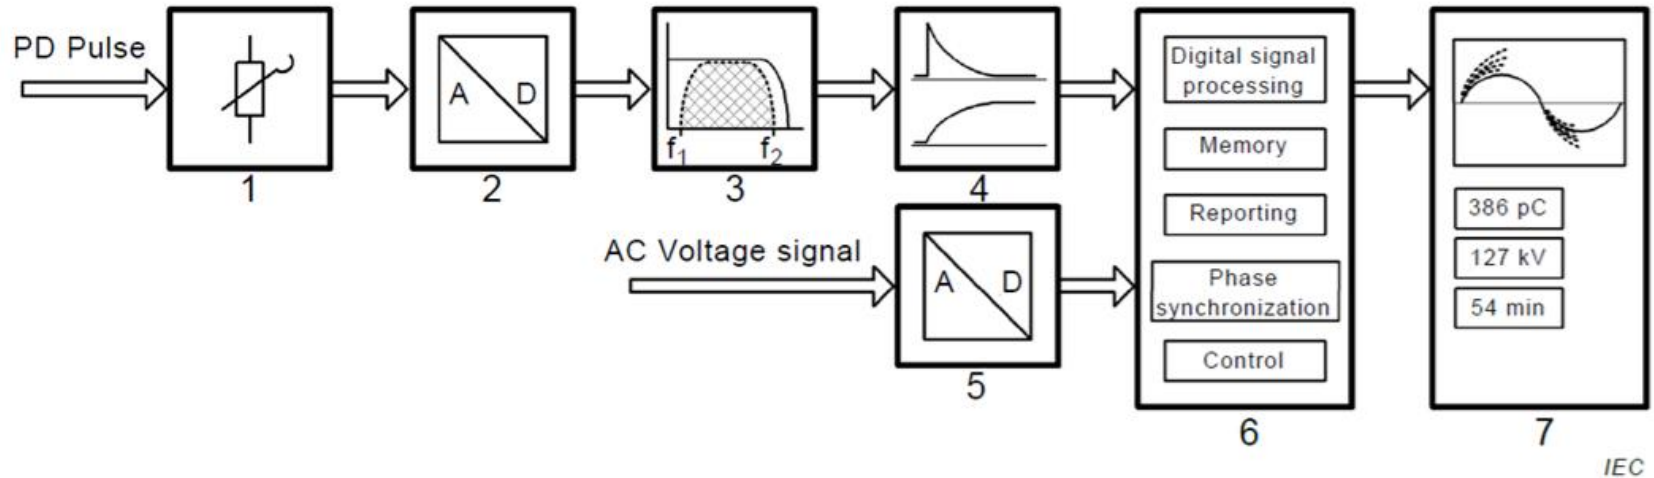 PD Pulse
1
A D
2
f1 f2
3
4
AC Voltage signal
A D
5
Digital signal
processing
Memory
Reporting
Phase
synchronization
Control
6
386 pC
127 kV
54 min
7
IEC